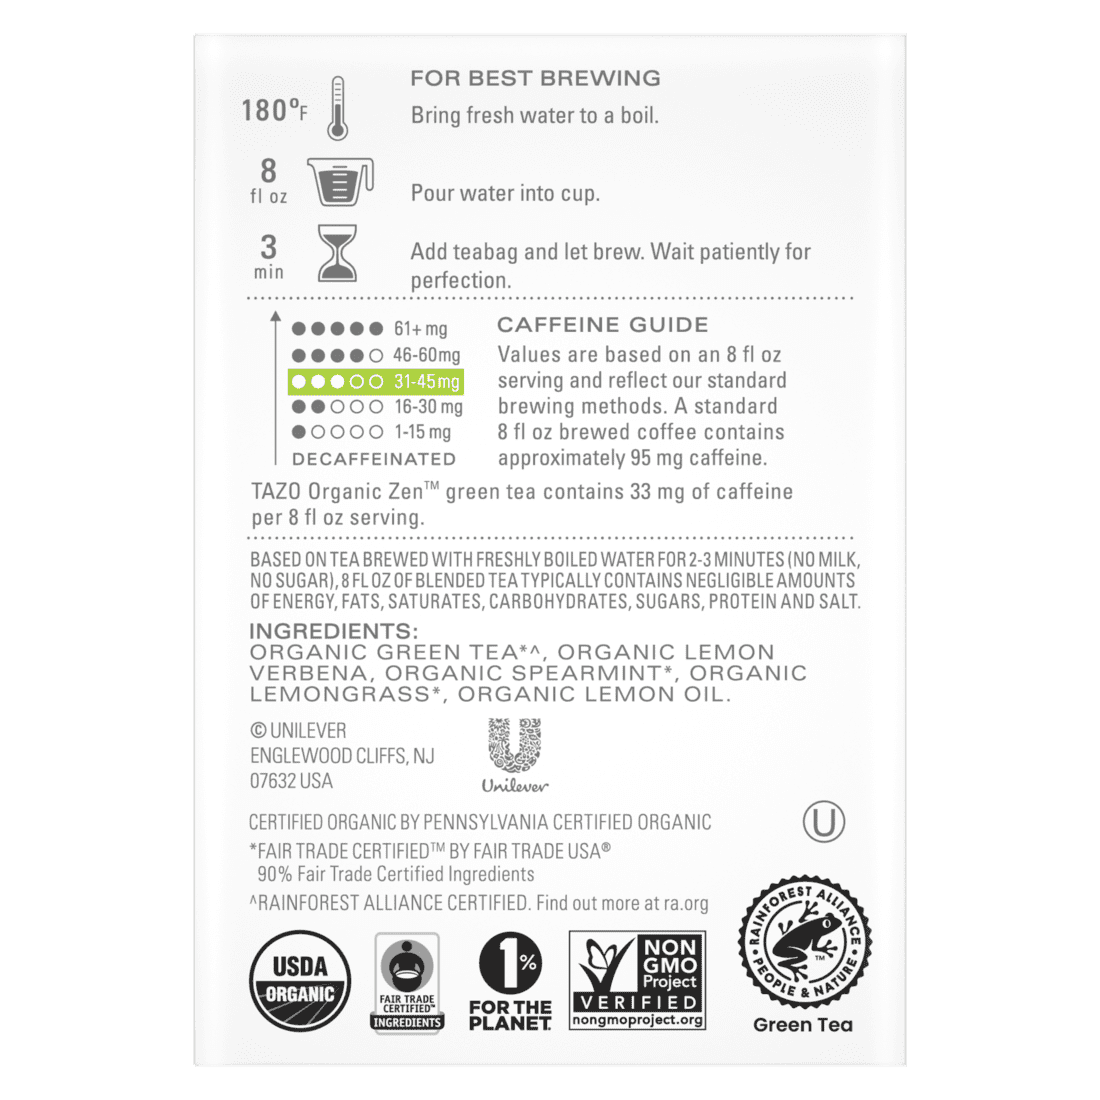 FOR BEST BREWING
180°F
Bring fresh water to a boil.
8
fl oz
Pour water into cup.
3
min
Add teabag and let brew. Wait patiently for
perfection.
61+ mg
46-60mg
31-45mg
16-30 mg
1-15 mg
DECAFFEINATED
CAFFEINE GUIDE
Values are based on an 8 fl oz
serving and reflect our standard
brewing methods. A standard
8 fl oz brewed coffee contains
approximately 95 mg caffeine.
TAZO Organic Zen™ green tea contains 33 mg of caffeine
per 8 fl oz serving.
BASED ON TEA BREWED WITH FRESHLY BOILED WATER FOR 2-3 MINUTES (NO MILK,
NO SUGAR), 8 FL OZ OF BLENDED TEA TYPICALLY CONTAINS NEGLIGIBLE AMOUNTS
OF ENERGY, FATS, SATURATES, CARBOHYDRATES, SUGARS, PROTEIN AND SALT.
INGREDIENTS:
ORGANIC GREEN TEA*^, ORGANIC LEMON
VERBENA, ORGANIC SPEARMINT*, ORGANIC
LEMONGRASS*, ORGANIC LEMON OIL.
© UNILEVER
ENGLEWOOD CLIFFS, NJ
07632 USA
Unilever
CERTIFIED ORGANIC BY PENNSYLVANIA CERTIFIED ORGANIC
U
*FAIR TRADE CERTIFIED™ BY FAIR TRADE USA®
90% Fair Trade Certified Ingredients
^RAINFOREST ALLIANCE CERTIFIED. Find out more at ra.org
USDA
ORGANIC
FAIR TRADE
CERTIFIED™
INGREDIENTS
1%
FOR THE
PLANET
NON
GMO
Project
VERIFIED
nongmoproject.org
RAINFOREST ALLIANCE
PEOPLE & NATURE
TM
Green Tea